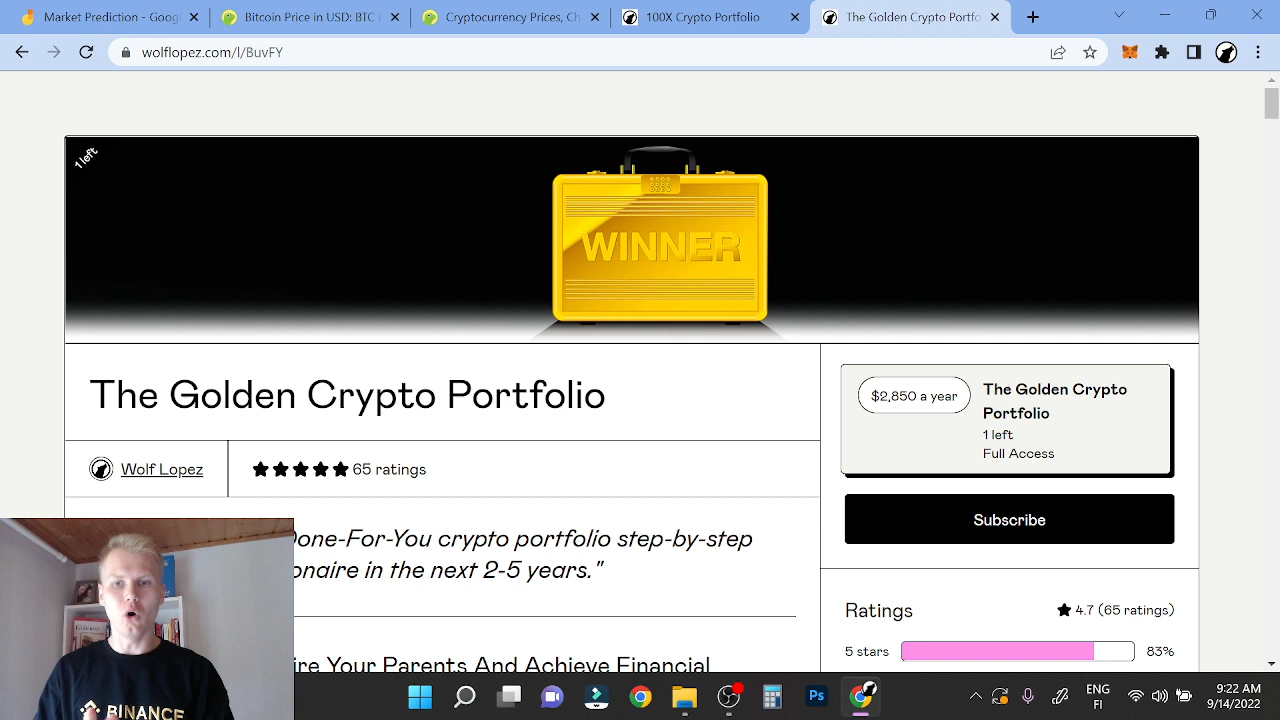 Market Prediction - Goog
Bitcoin Price in USD: BTC
Cryptocurrency Prices, Ch
100X Crypto Portfolio
The Golden Crypto Portfo
wolflopez.com/l/BuvFY
1 left
WINNER
The Golden Crypto Portfolio
Wolf Lopez
65 ratings
$2,850 a year
The Golden Crypto
Portfolio
1 left
Full Access
Subscribe
Done-For-You crypto portfolio step-by-step
onaire in the next 2-5 years."
Ratings
4.7 (65 ratings)
5 stars
83%
ire Your Parents And Achieve Financial
BINANCE
Ps
ENG
FI
9:22 AM
9/14/2022